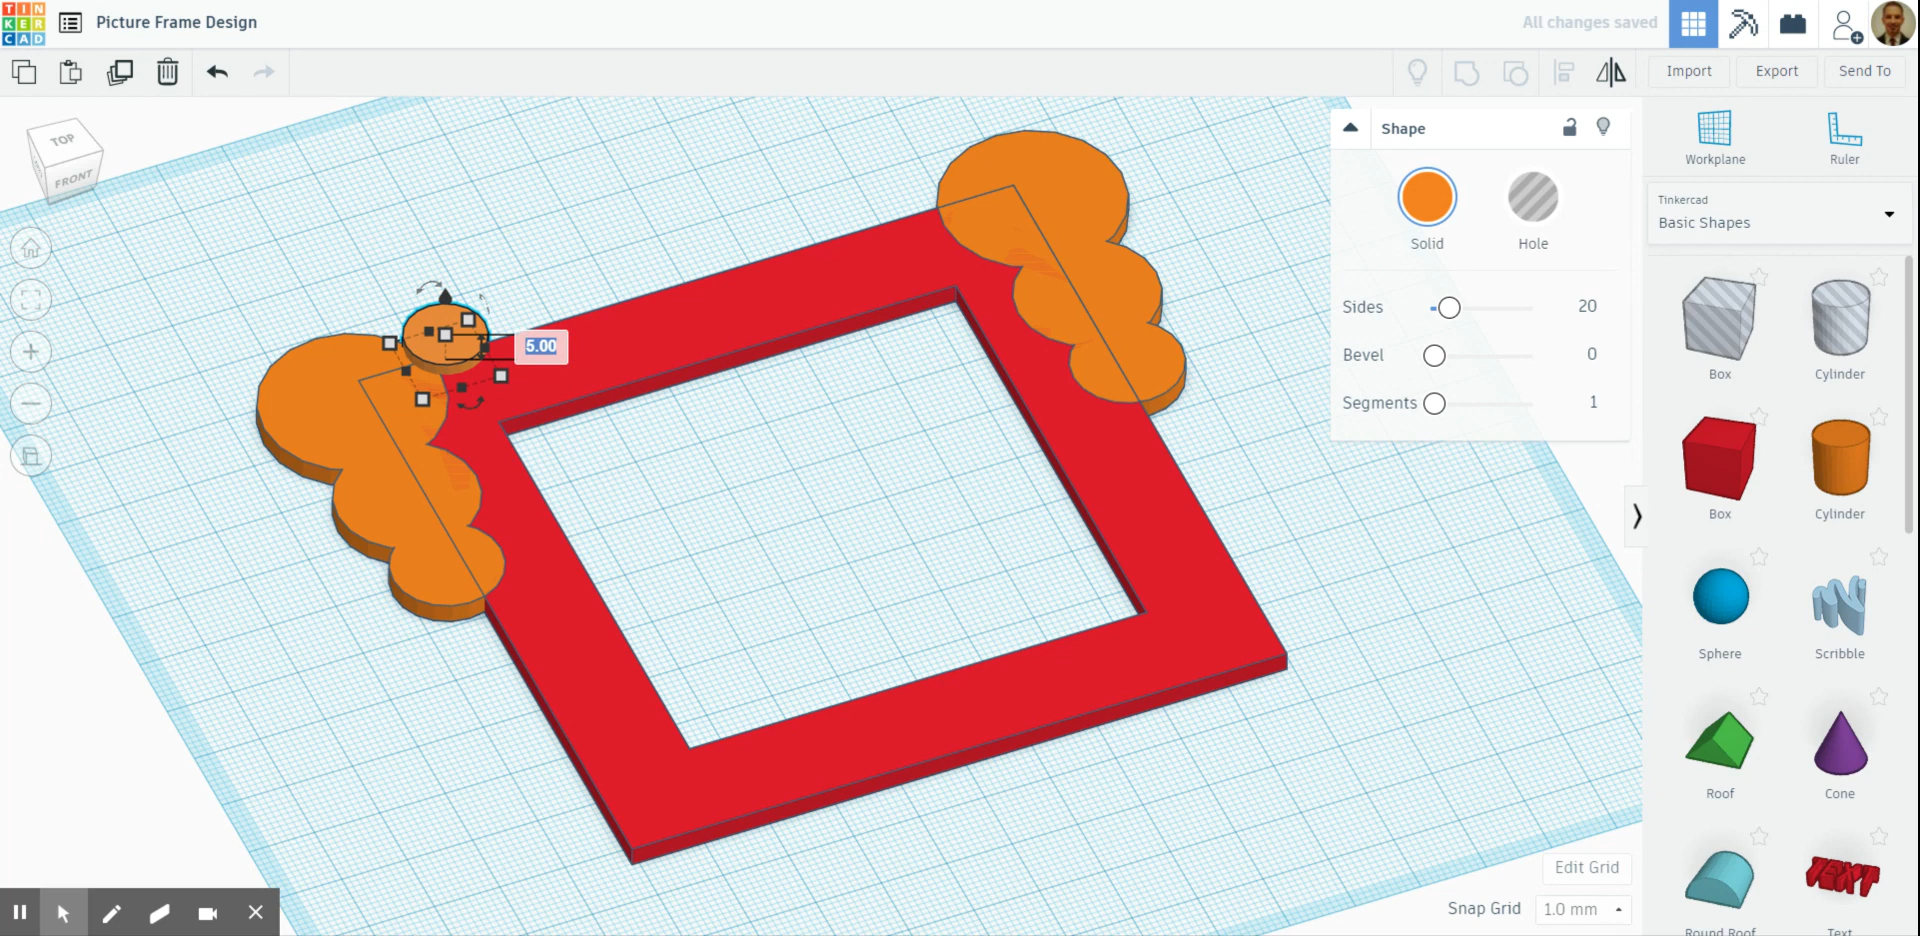 TIN
KER
CAD
Picture Frame Design
All changes saved
Import
Export
Send To
TOP
FRONT
Shape
Solid
Hole
Sides
20
Bevel
0
Segments
1
5.00
Workplane
Ruler
Tinkercad
Basic Shapes
Box
Cylinder
Box
Cylinder
Sphere
Scribble
Roof
Cone
Round Roof
Text
TEXT
Edit Grid
Snap Grid
1.0 mm